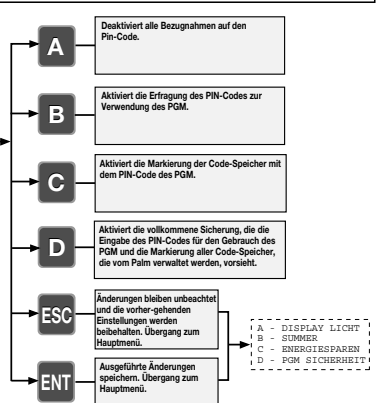 A
Deaktiviert alle Bezugnahmen auf den
Pin-Code.
B
Aktiviert die Erfragung des PIN-Codes zur
Verwendung des PGM.
C
Aktiviert die Markierung der Code-Speicher mit
dem PIN-Code des PGM.
D
Aktiviert die vollkommene Sicherung, die die
Eingabe des PIN-Codes für den Gebrauch des
PGM und die Markierung aller Code-Speicher,
die vom Palm verwaltet werden, vorsieht.
ESC
Änderungen bleiben unbeachtet
und die vorher-gehenden
Einstellungen werden
beibehalten. Übergang zum
Hauptmenü.
ENT
Ausgeführte Änderungen
speichern. Übergang zum
Hauptmenü.
A - DISPLAY LICHT
B - SUMMER
C - ENERGIESPAREN
D - PGM SICHERHEIT